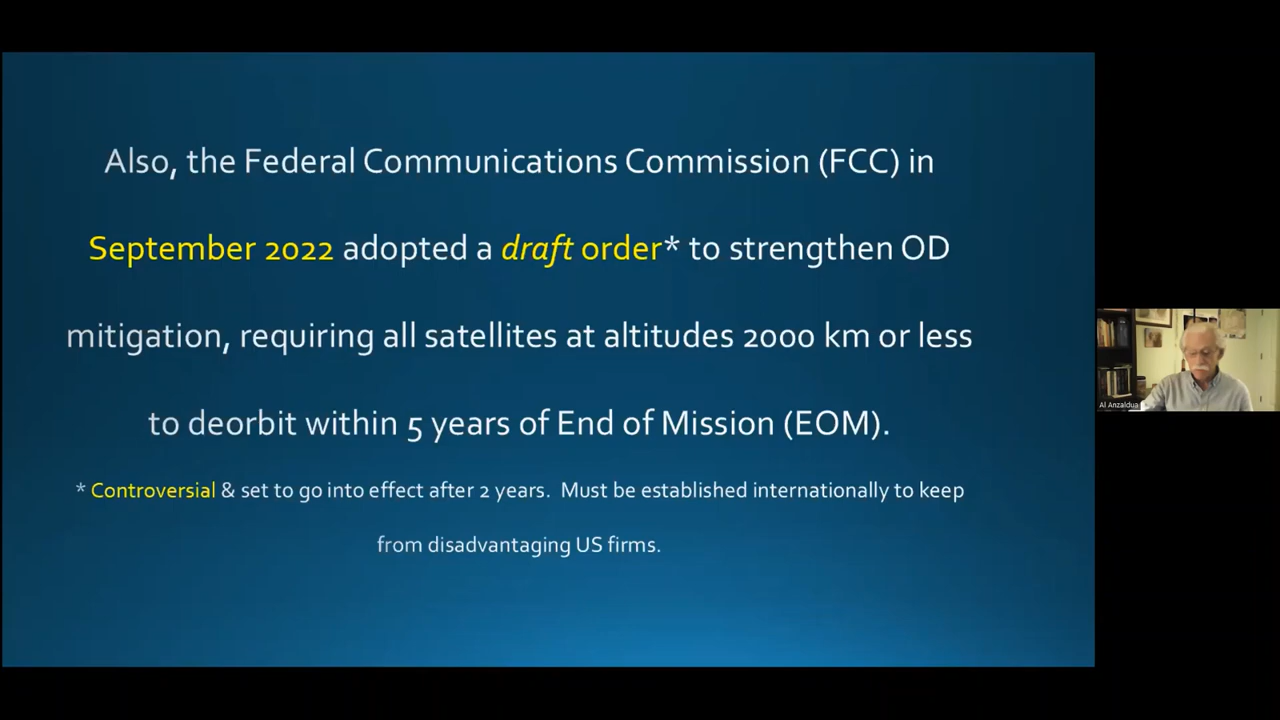 Also, the Federal Communications Commission (FCC) in
September 2022 adopted a draft order* to strengthen OD
mitigation, requiring all satellites at altitudes 2000 km or less
to deorbit within 5 years of End of Mission (EOM).
* Controversial & set to go into effect after 2 years. Must be established internationally to keep
from disadvantaging US firms.
Al Anzaldua